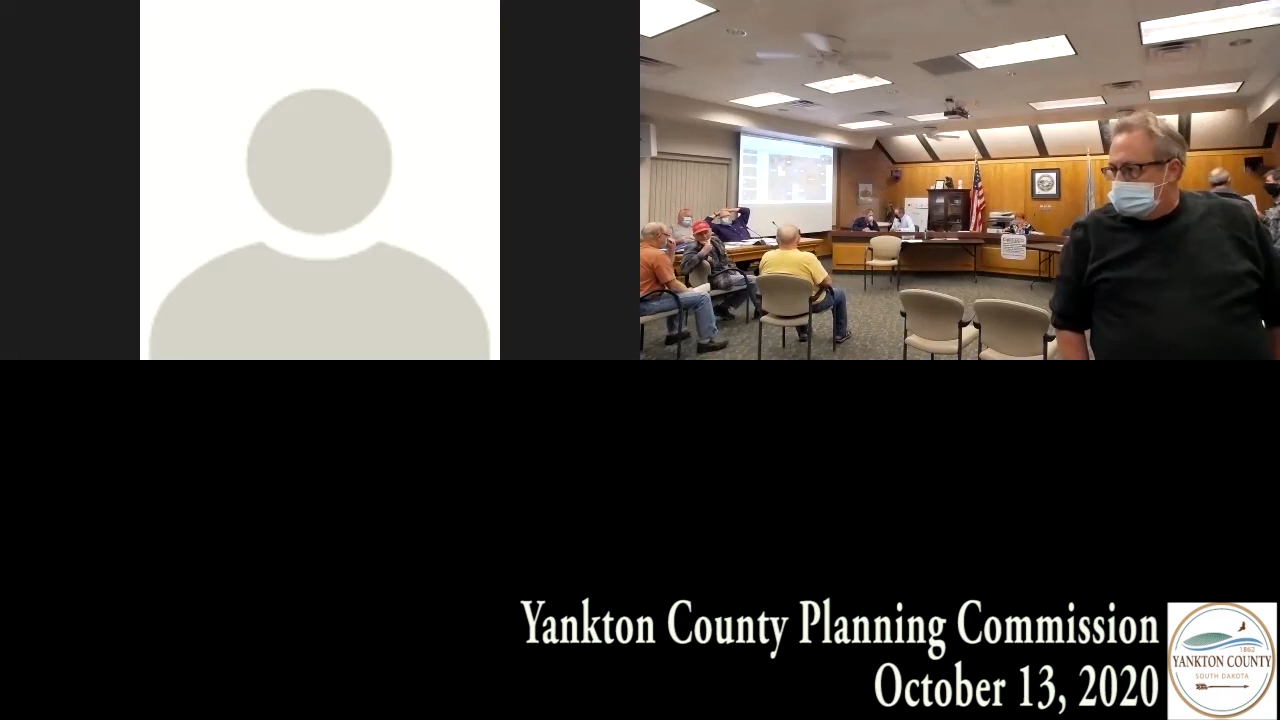 Yankton County Planning Commission
October 13, 2020
1862
YANKTON COUNTY
SOUTH DAKOTA